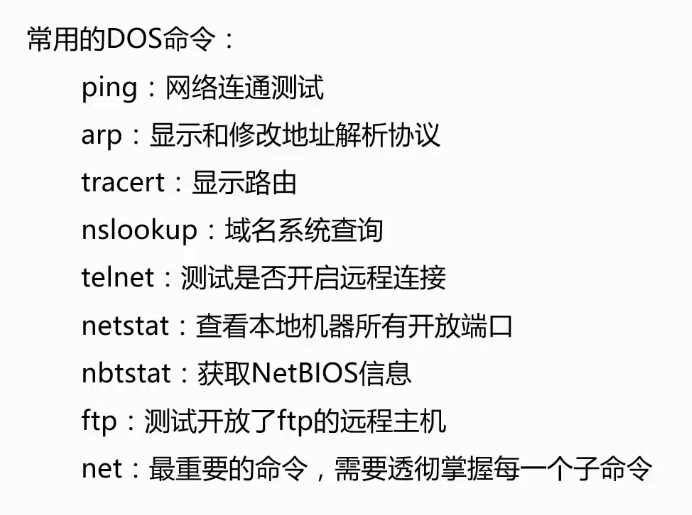 常用的DOS命令：
ping：网络连通测试
arp：显示和修改地址解析协议
tracert：显示路由
nslookup：域名系统查询
telnet：测试是否开启远程连接
netstat：查看本地机器所有开放端口
nbtstat：获取NetBIOS信息
ftp：测试开放了ftp的远程主机
net：最重要的命令，需要透彻掌握每一个子命令